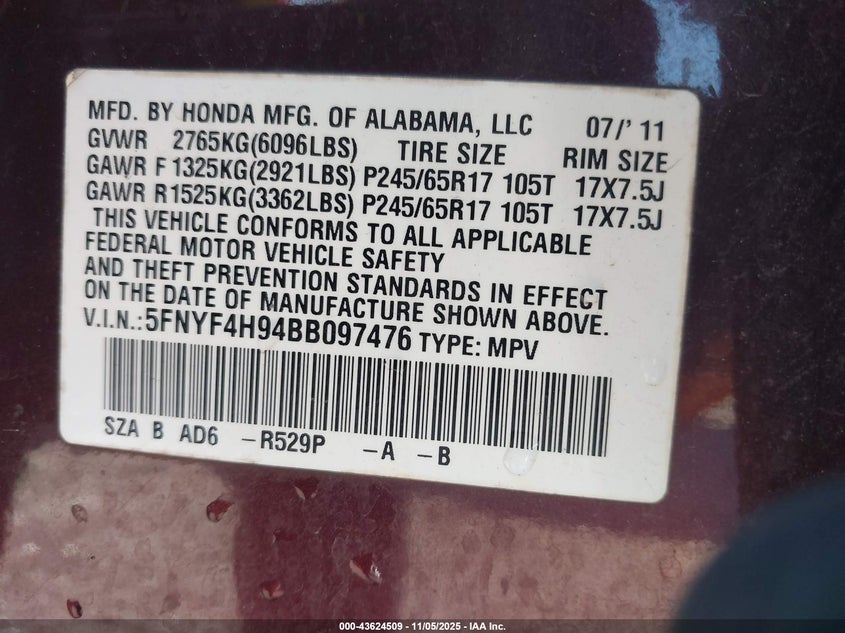 MFD. BY HONDA MFG. OF ALABAMA, LLC 07/'11
GVWR 2765KG(6096LBS) TIRE SIZE RIM SIZE
GAWR F 1325KG(2921LBS) P245/65R17 105T 17X7.5J
GAWR R1525KG(3362LBS) P245/65R17 105T 17X7.5J
THIS VEHICLE CONFORMS TO ALL APPLICABLE
FEDERAL MOTOR VEHICLE SAFETY
AND THEFT PREVENTION STANDARDS IN EFFECT
ON THE DATE OF MANUFACTURE SHOWN ABOVE.
V.I.N.:5FNYF4H94BB097476 TYPE: MPV
SZA B AD6 -R529P -A -B
000-43624509 - 11/05/2025 - IAA Inc.